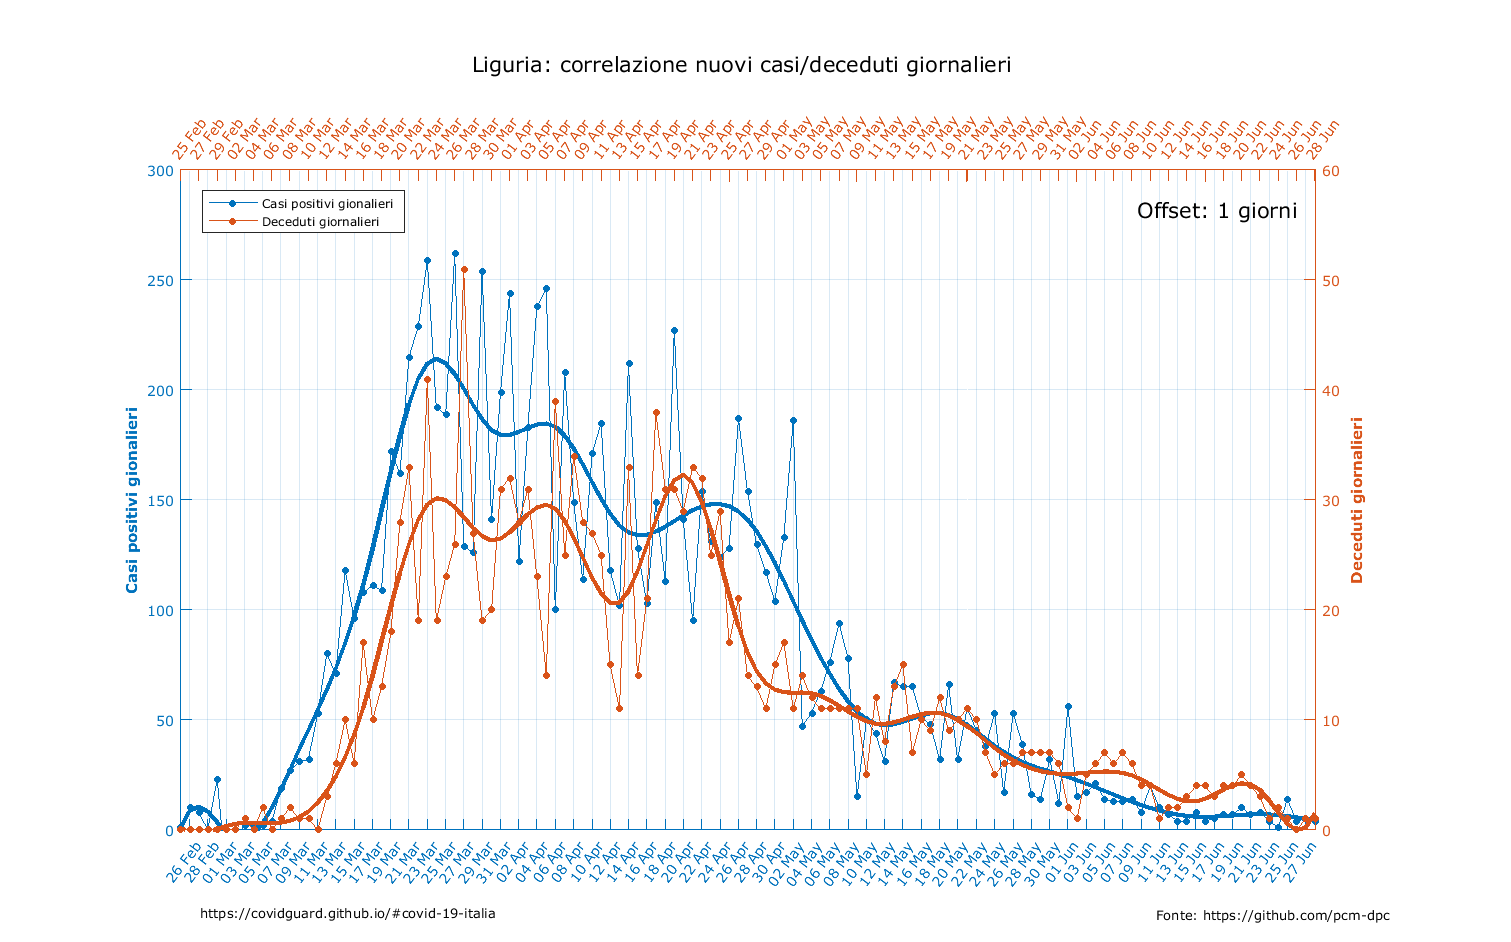 Liguria: correlazione nuovi casi/deceduti giornalieri
25 Feb 27 Feb 29 Feb 02 Mar 04 Mar 06 Mar 08 Mar 10 Mar 12 Mar 14 Mar 16 Mar 18 Mar 20 Mar 22 Mar 24 Mar 26 Mar 28 Mar 30 Mar 01 Apr 03 Apr 05 Apr 07 Apr 09 Apr 11 Apr 13 Apr 15 Apr 17 Apr 19 Apr 21 Apr 23 Apr 25 Apr 27 Apr 29 Apr 01 May 03 May 05 May 07 May 09 May 11 May 13 May 15 May 17 May 19 May 21 May 23 May 25 May 27 May 29 May 31 May 02 Jun 04 Jun 06 Jun 08 Jun 10 Jun 12 Jun 14 Jun 16 Jun 18 Jun 20 Jun 22 Jun 24 Jun 26 Jun 28 Jun
300 60
Casi positivi gionalieri
Deceduti giornalieri
Offset: 1 giorni
250 50
200 40
150 30
100 20
50 10
0 0
Casi positivi gionalieri
Deceduti giornalieri
26 Feb 28 Feb 01 Mar 03 Mar 05 Mar 07 Mar 09 Mar 11 Mar 13 Mar 15 Mar 17 Mar 19 Mar 21 Mar 23 Mar 25 Mar 27 Mar 29 Mar 31 Mar 02 Apr 04 Apr 06 Apr 08 Apr 10 Apr 12 Apr 14 Apr 16 Apr 18 Apr 20 Apr 22 Apr 24 Apr 26 Apr 28 Apr 30 Apr 02 May 04 May 06 May 08 May 10 May 12 May 14 May 16 May 18 May 20 May 22 May 24 May 26 May 28 May 30 May 01 Jun 03 Jun 05 Jun 07 Jun 09 Jun 11 Jun 13 Jun 15 Jun 17 Jun 19 Jun 21 Jun 23 Jun 25 Jun 27 Jun
https://covidguard.github.io/#covid-19-italia
Fonte: https://github.com/pcm-dpc